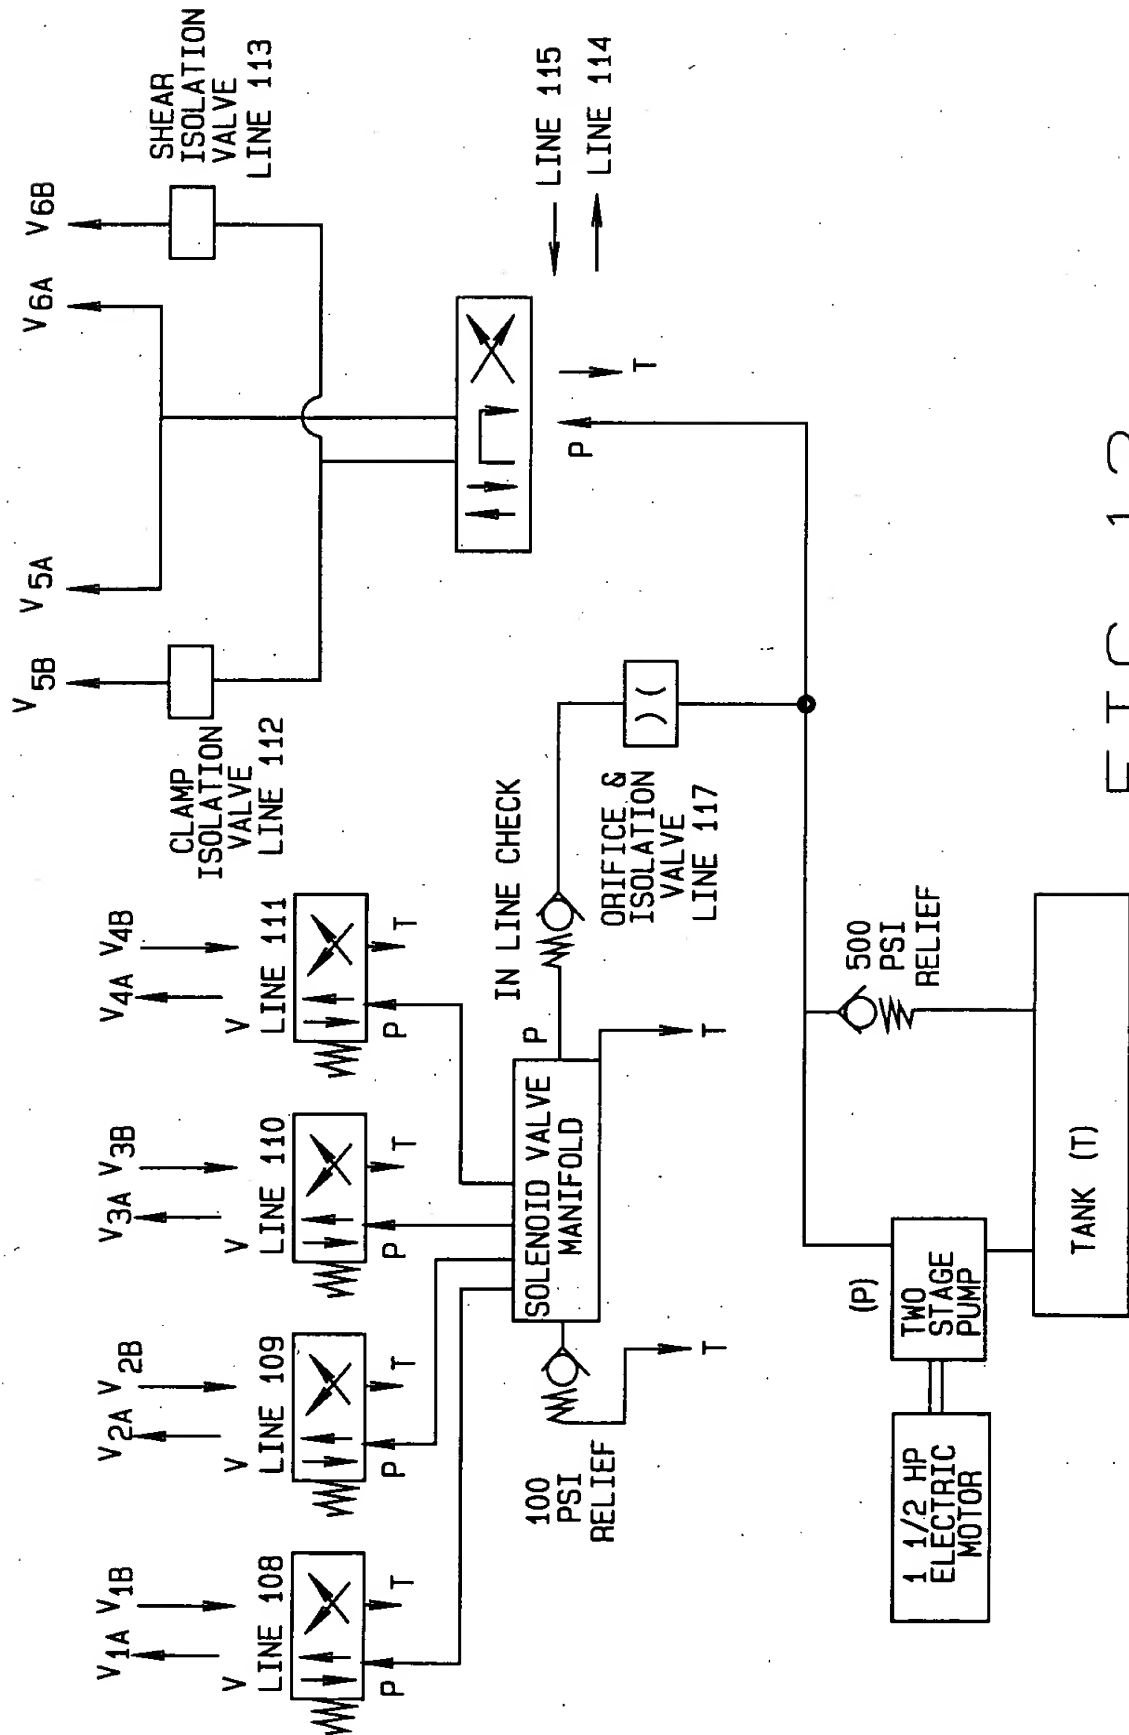 V1A
V1B
V
LINE 108
P
T
V2A
V2B
V
LINE 109
P
T
V3A
V3B
V
LINE 110
P
T
V4A
V4B
V
LINE 111
P
T
V5B
V5A
V6A
V6B
CLAMP
ISOLATION
VALVE
LINE 112
SHEAR
ISOLATION
VALVE
LINE 113
LINE 115
LINE 114
P
T
100
PSI
RELIEF
T
SOLENOID VALVE
MANIFOLD
P
T
IN LINE CHECK
)(
ORIFICE &
ISOLATION
VALVE
LINE 117
500
PSI
RELIEF
1 1/2 HP
ELECTRIC
MOTOR
(P)
TWO
STAGE
PUMP
TANK (T)